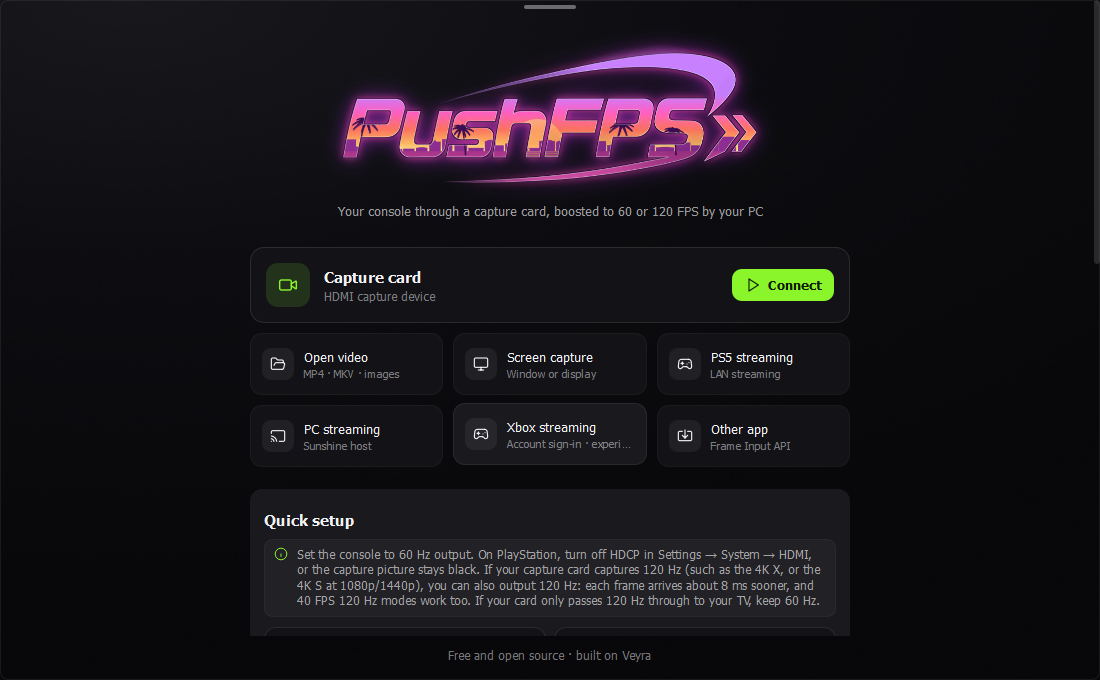 PushFPS
Your console through a capture card, boosted to 60 or 120 FPS by your PC
Capture card
HDMI capture device
Connect
Open video
MP4 · MKV · images
Screen capture
Window or display
PS5 streaming
LAN streaming
PC streaming
Sunshine host
Xbox streaming
Account sign-in · experi...
Other app
Frame Input API
Quick setup
Set the console to 60 Hz output. On PlayStation, turn off HDCP in Settings → System → HDMI,
or the capture picture stays black. If your capture card captures 120 Hz (such as the 4K X, or the
4K S at 1080p/1440p), you can also output 120 Hz: each frame arrives about 8 ms sooner, and
40 FPS 120 Hz modes work too. If your card only passes 120 Hz through to your TV, keep 60 Hz.
Free and open source · built on Veyra